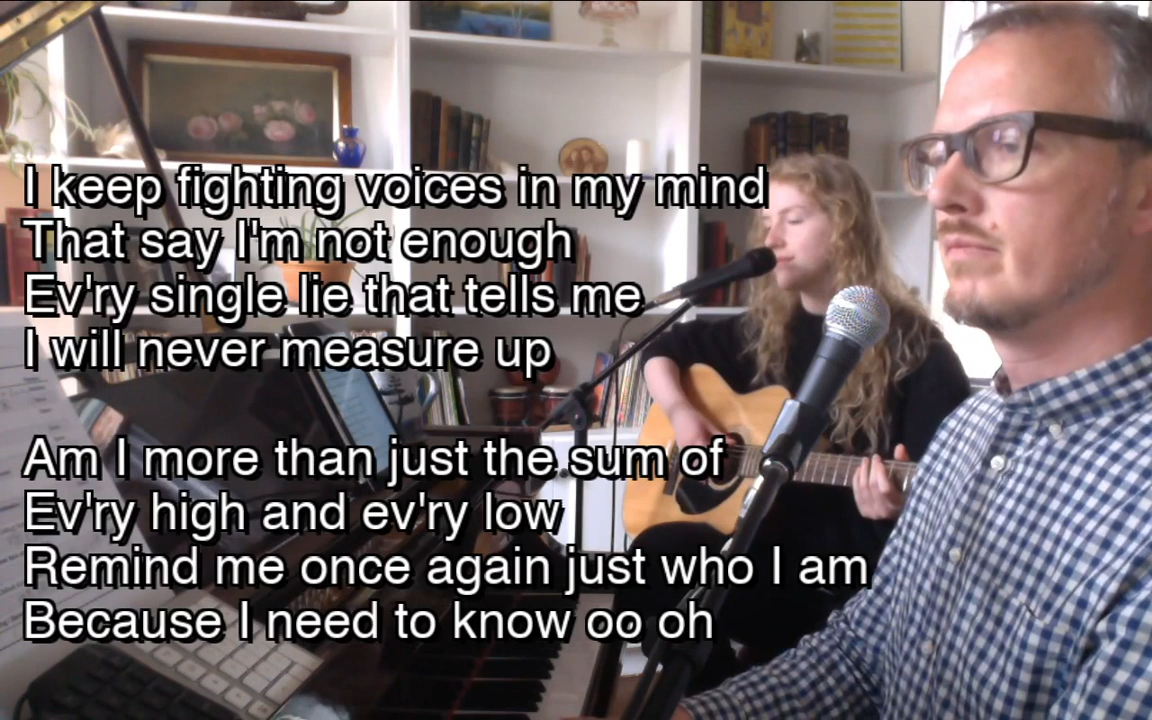 I keep fighting voices in my mind
That say I'm not enough
Ev'ry single lie that tells me
I will never measure up
Am I more than just the sum of
Ev'ry high and ev'ry low
Remind me once again just who I am
Because I need to know oo oh